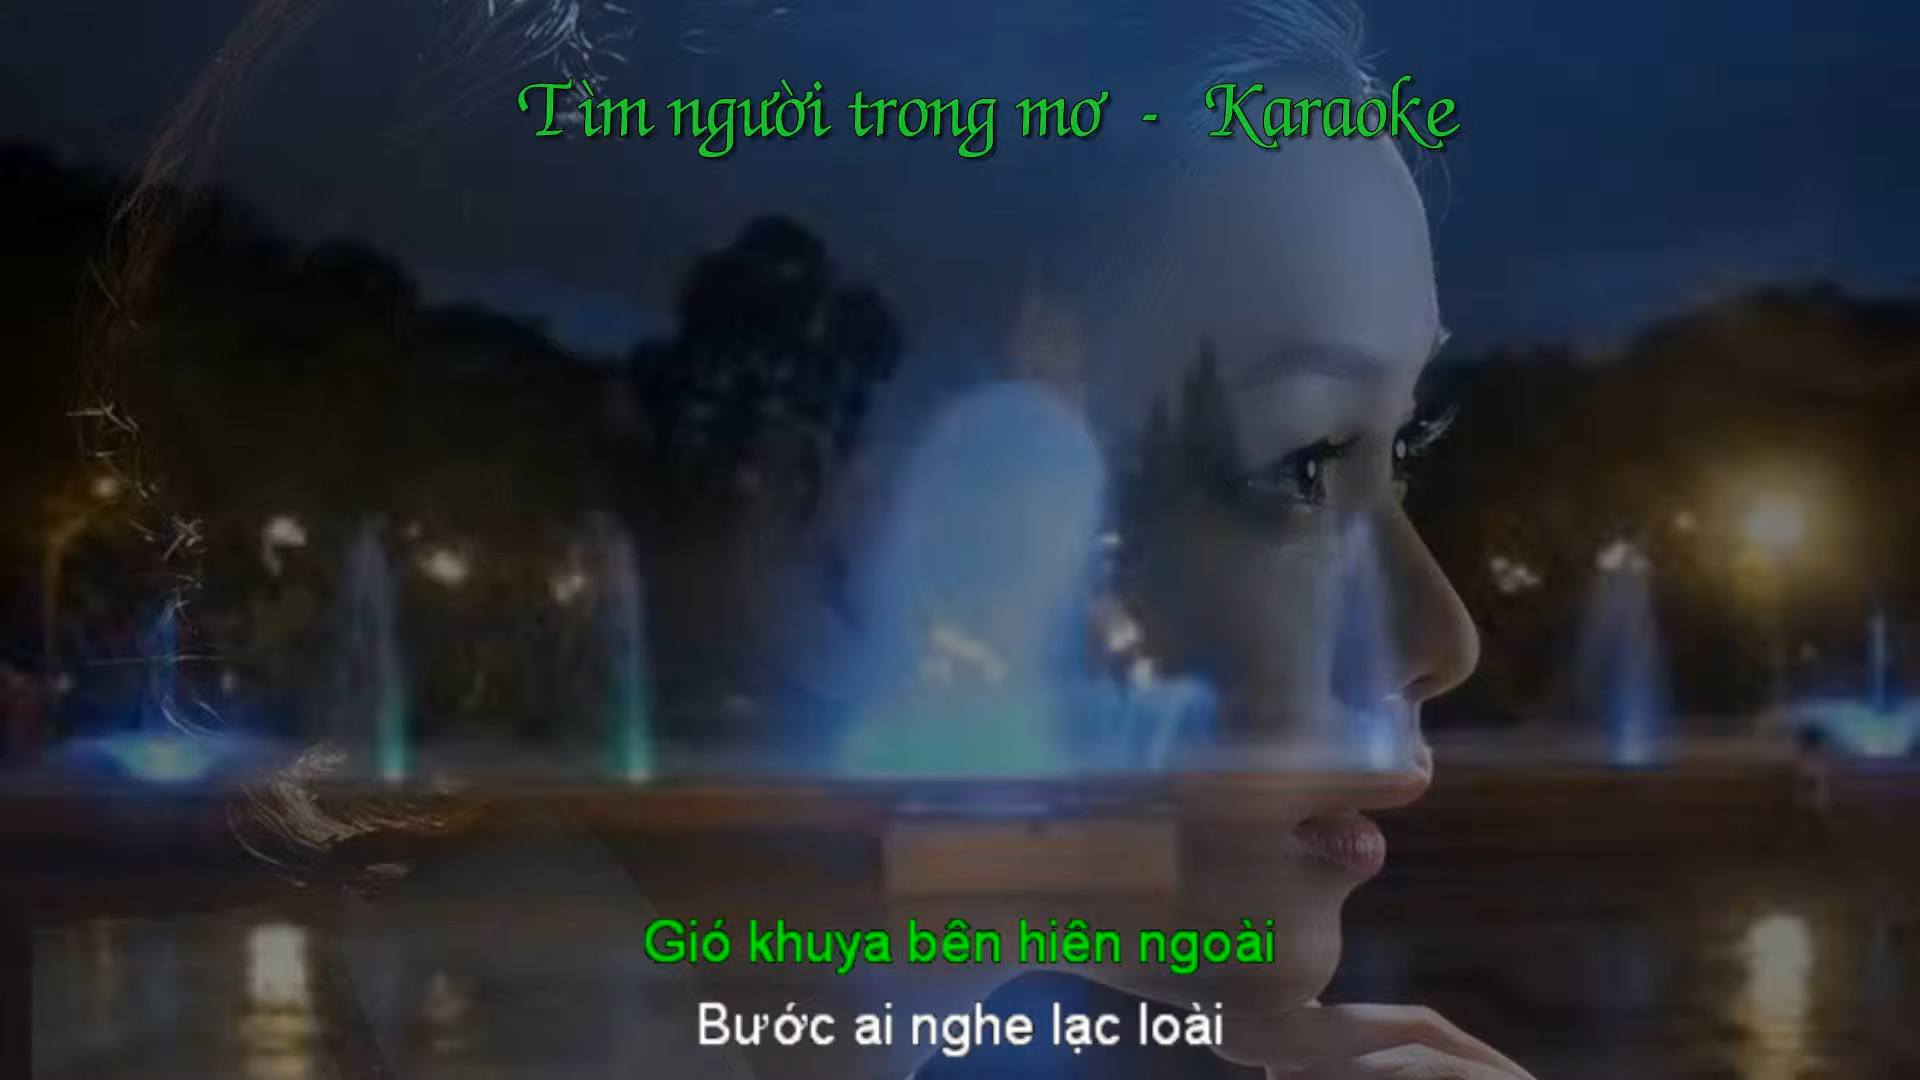 Tìm người trong mơ - Karaoke
Gió khuya bên hiên ngoài
Bước ai nghe lạc loài